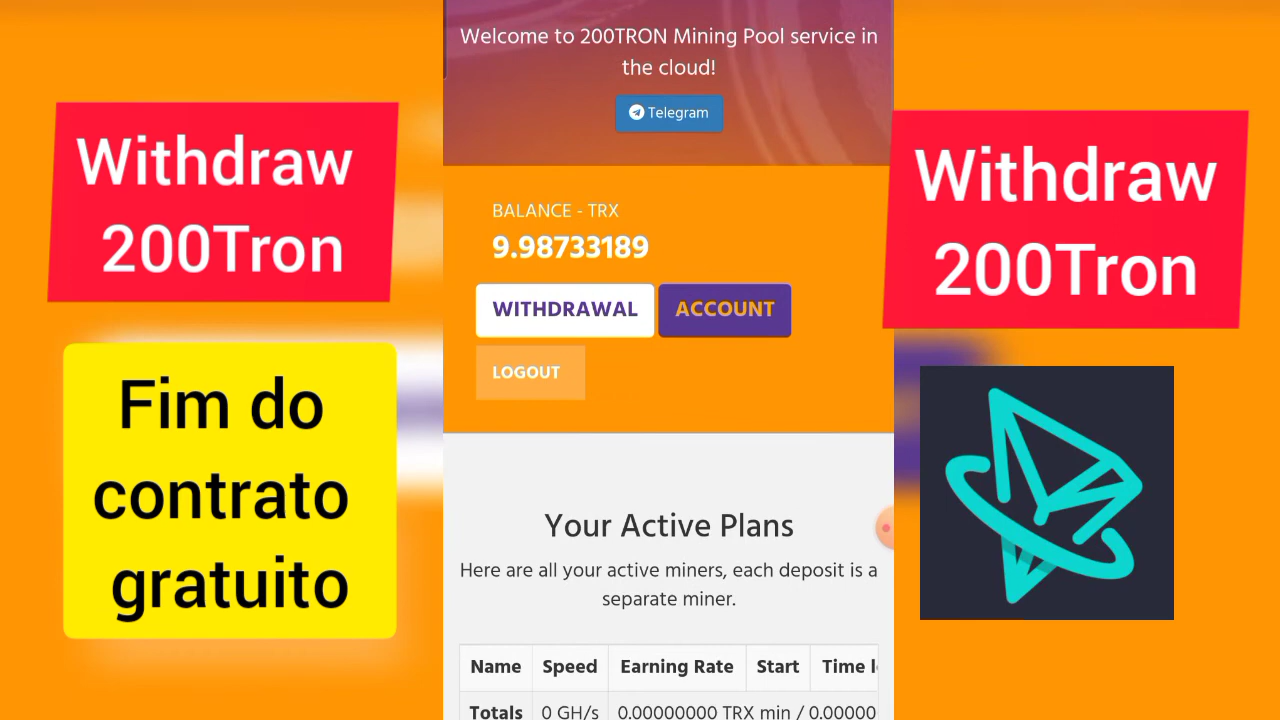 Withdraw
200Tron
Fim do
contrato
gratuito
Welcome to 200TRON Mining Pool service in
the cloud!
Telegram
BALANCE - TRX
9.98733189
WITHDRAWAL
ACCOUNT
LOGOUT
Your Active Plans
Here are all your active miners, each deposit is a
separate miner.
Name Speed Earning Rate Start Time
Totals 0 GH/s 0.00000000 TRX min / 0.00000
Withdraw
200Tron